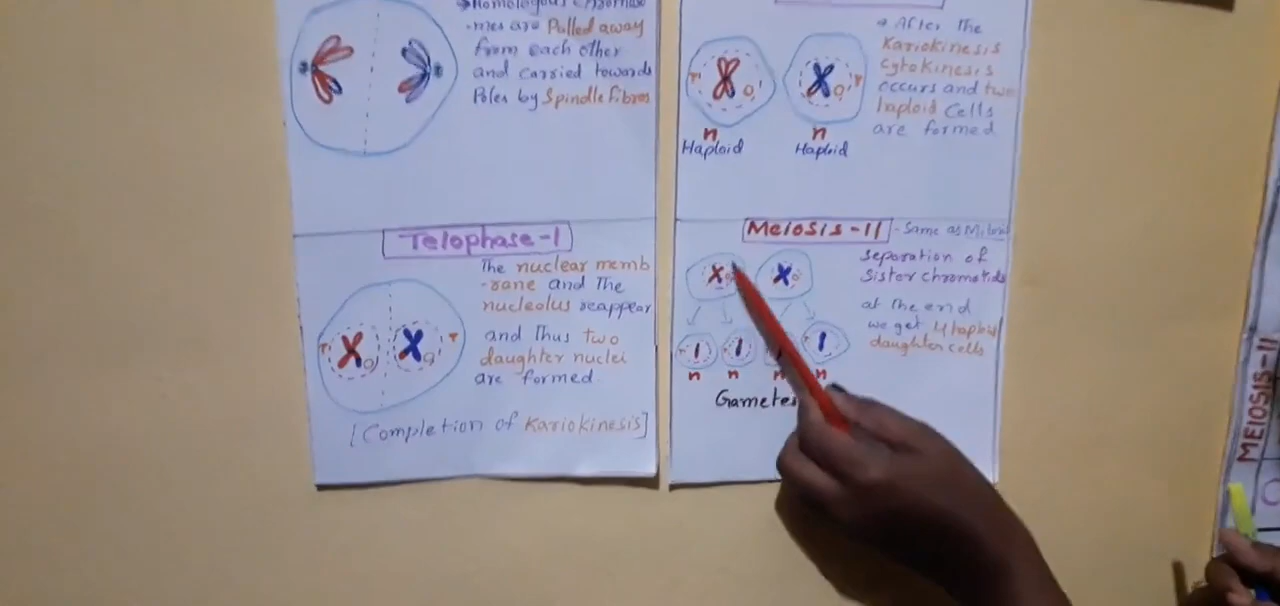 are Pulled away
from each other
and carried towards
Poles by Spindle fibres
Telophase-I
The nuclear memb
-rane and the
nucleolus reappear
and thus two
daughter nuclei
are formed
[Completion of Kariokinesis]
→ After the
Kariokinesis
Cytokinesis
occurs and two
haploid cells
are formed
n
n
Haploid
Haploid
Meiosis-II
- Same as
Separation of
Sister chromatids
at the end
we get 4 haploid
daughter cells
n
n
n
n
Gametes
MEIOSIS-II